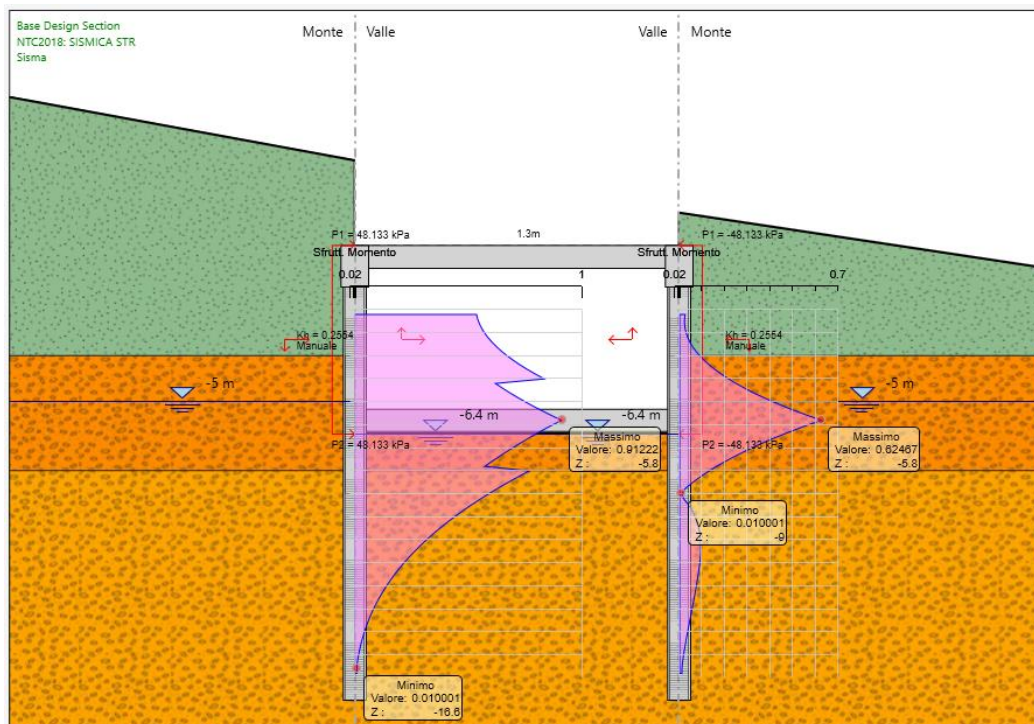 Base Design Section
NTC2018: SISMICA STR
Sisma
Monte Valle
Valle Monte
P1 = 48.133 kPa
1.3m
P1 = -48.133 kPa
Sfrutt. Momento
Sfrutt. Momento
0.02
1
0.02
0.7
Kh = 0.2554
Manuale
Kh = 0.2554
Manuale
-5 m
-5 m
-6.4 m
-6.4 m
P2 = 48.133 kPa
P2 = -48.133 kPa
Massimo
Valore: 0.91222
Z : -5.8
Massimo
Valore: 0.62467
Z : -5.8
Minimo
Valore: 0.010001
Z : -9
Minimo
Valore: 0.010001
Z : -16.6